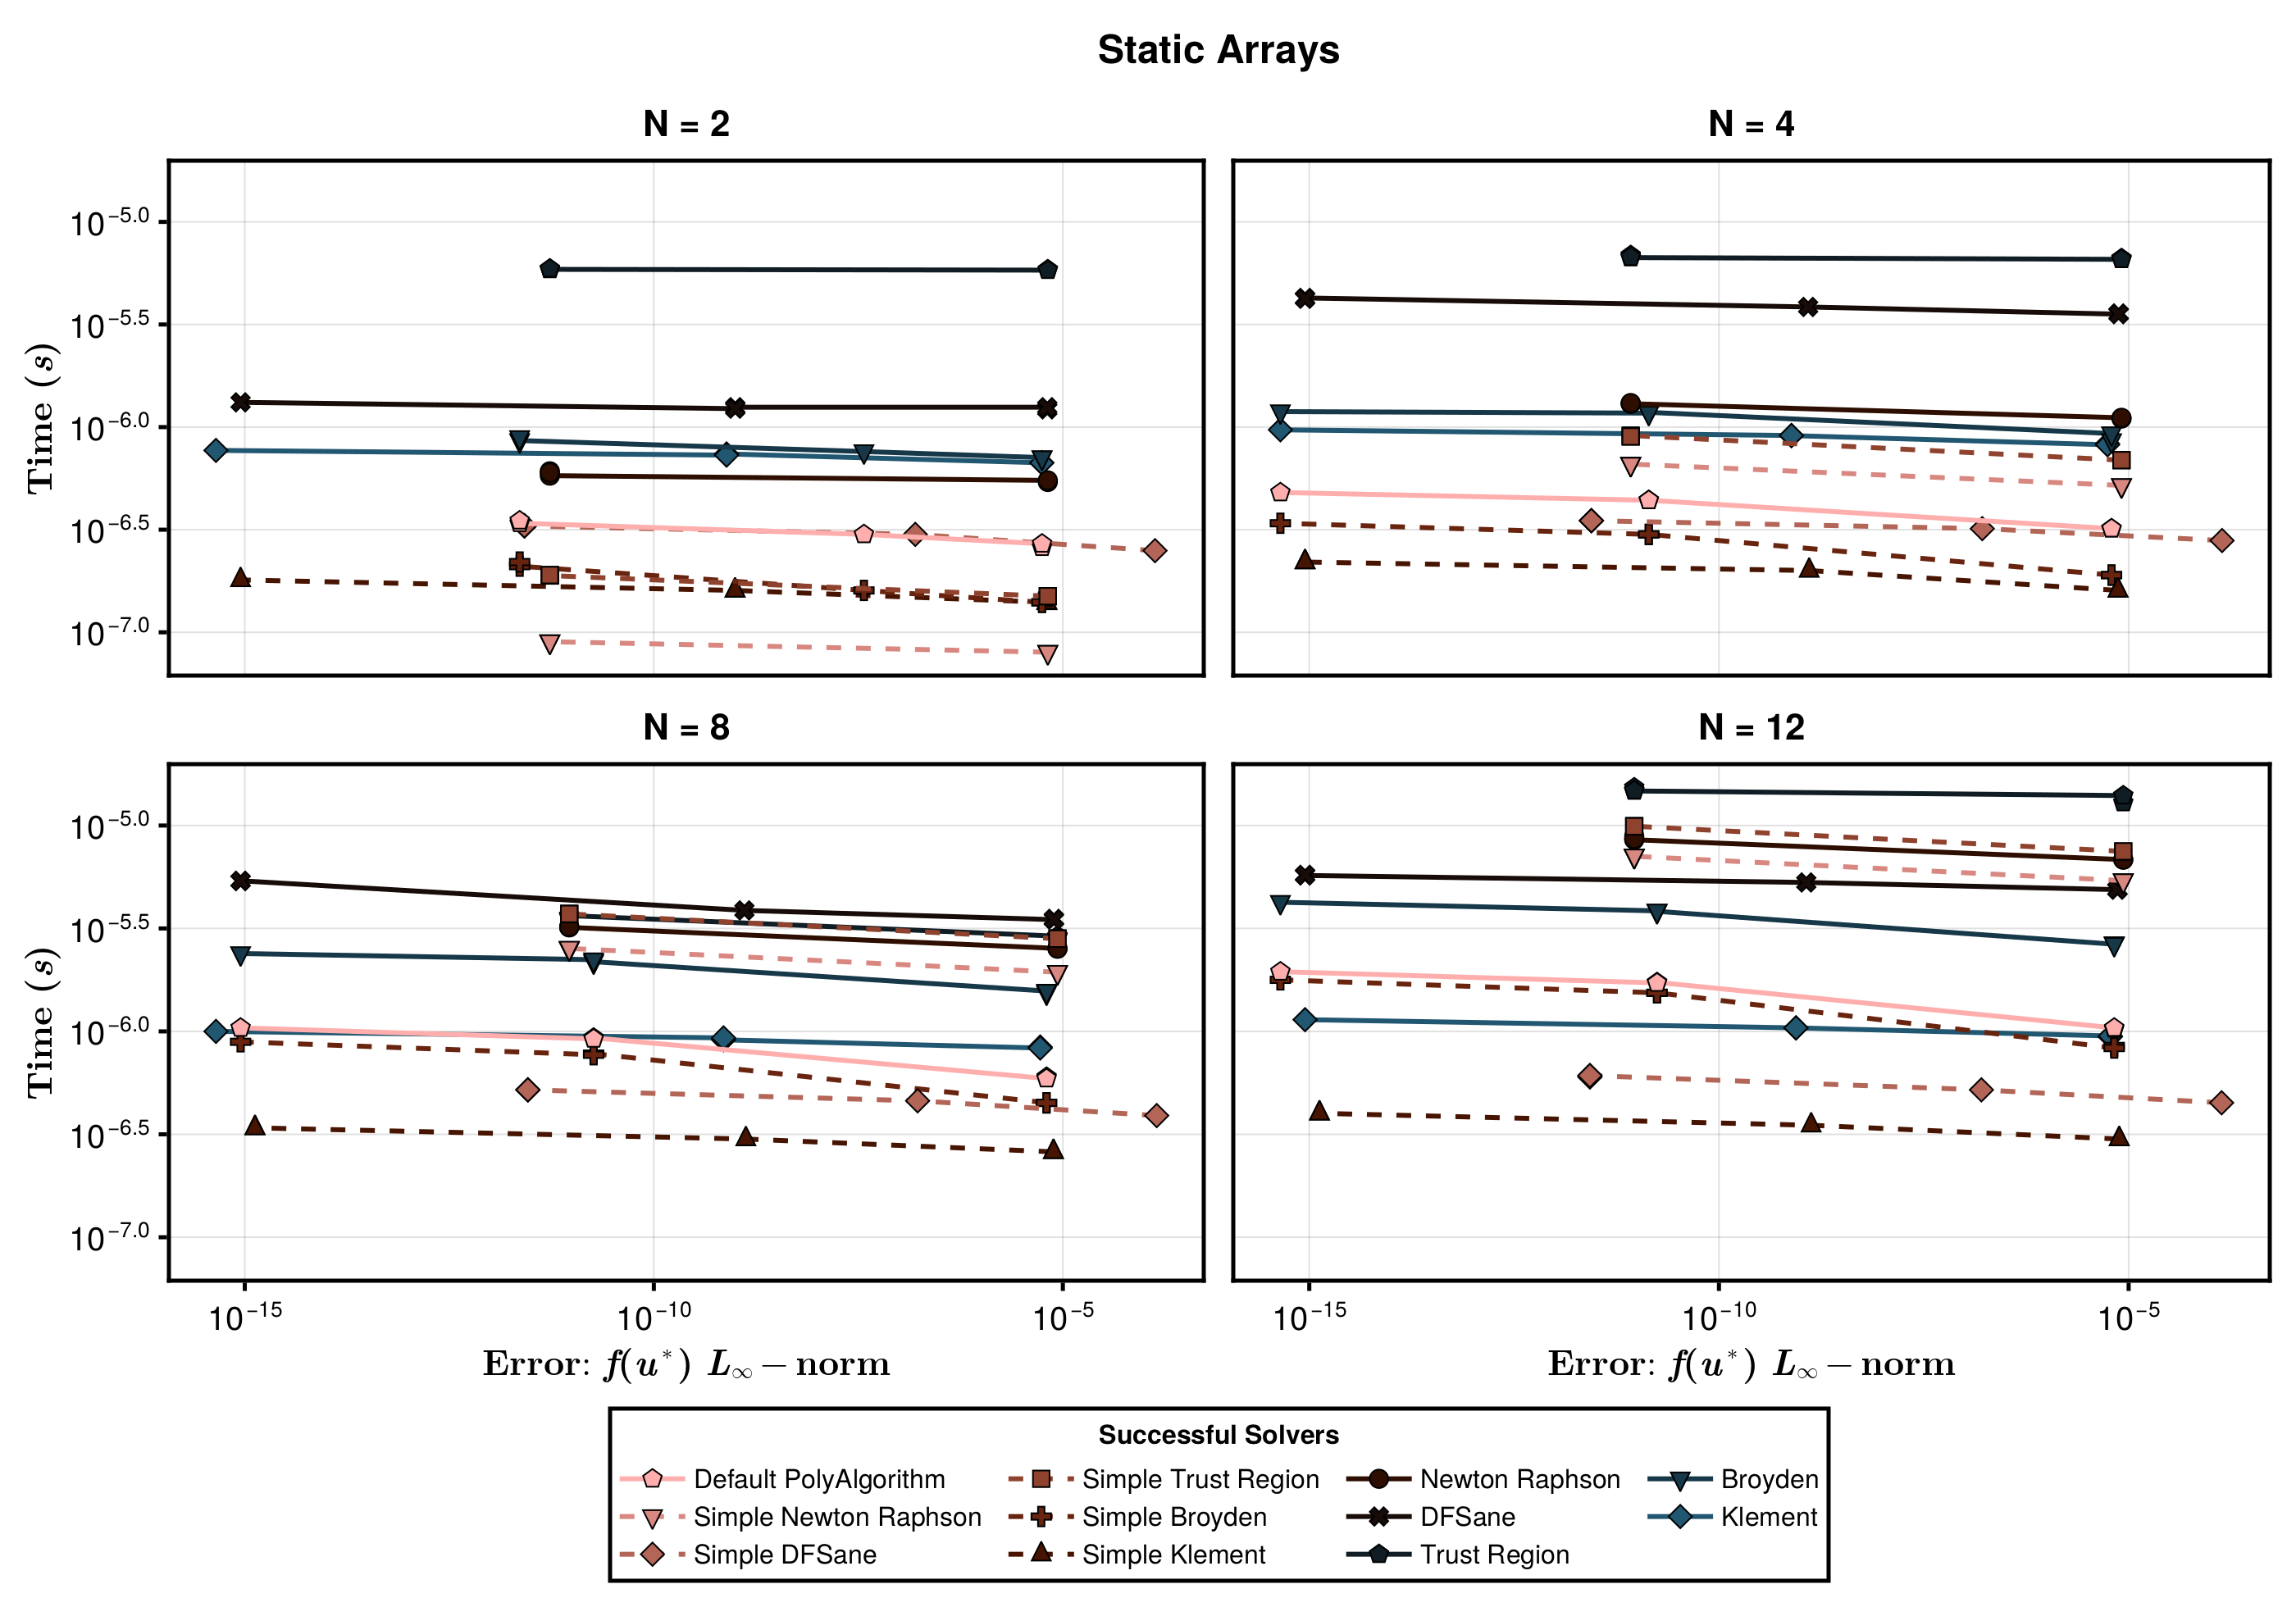 Static Arrays
N = 2
N = 4
10^−5.0
10^−5.5
10^−6.0
10^−6.5
10^−7.0
Time (s)
N = 8
N = 12
10^−5.0
10^−5.5
10^−6.0
10^−6.5
10^−7.0
Time (s)
10^−15 10^−10 10^−5
10^−15 10^−10 10^−5
Error: f(u*) L∞ − norm
Error: f(u*) L∞ − norm
Successful Solvers
Default PolyAlgorithm Simple Trust Region Newton Raphson Broyden
Simple Newton Raphson Simple Broyden DFSane Klement
Simple DFSane Simple Klement Trust Region